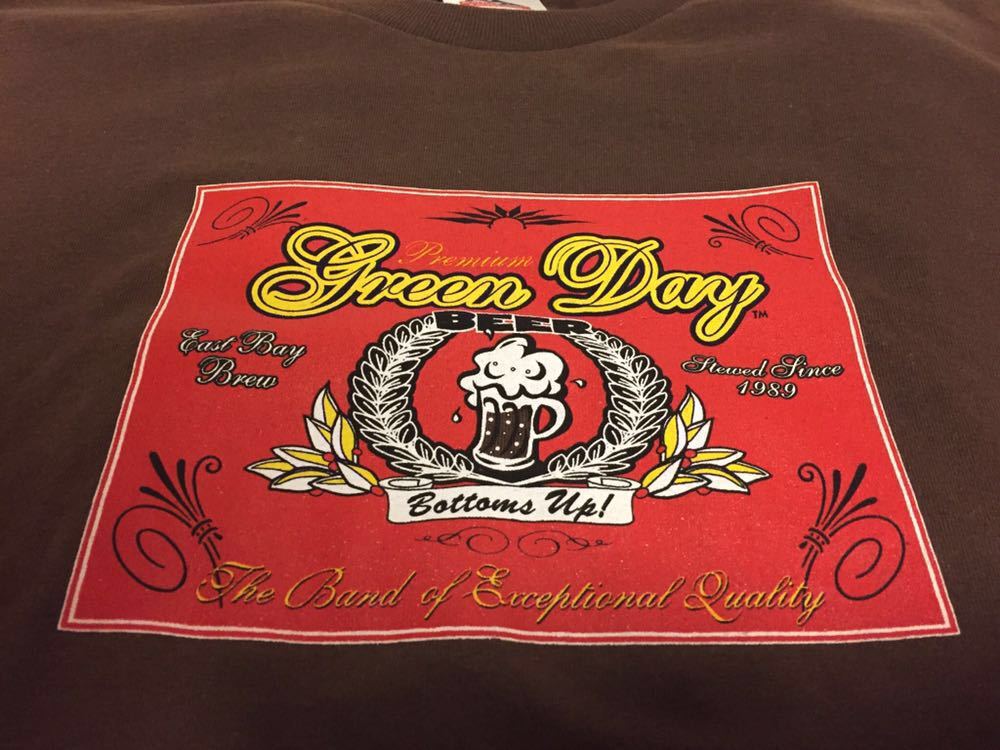 Premium
Green Day
TM
BEER
East Bay
Brew
Stewed Since
1989
Bottoms Up!
The Band of Exceptional Quality